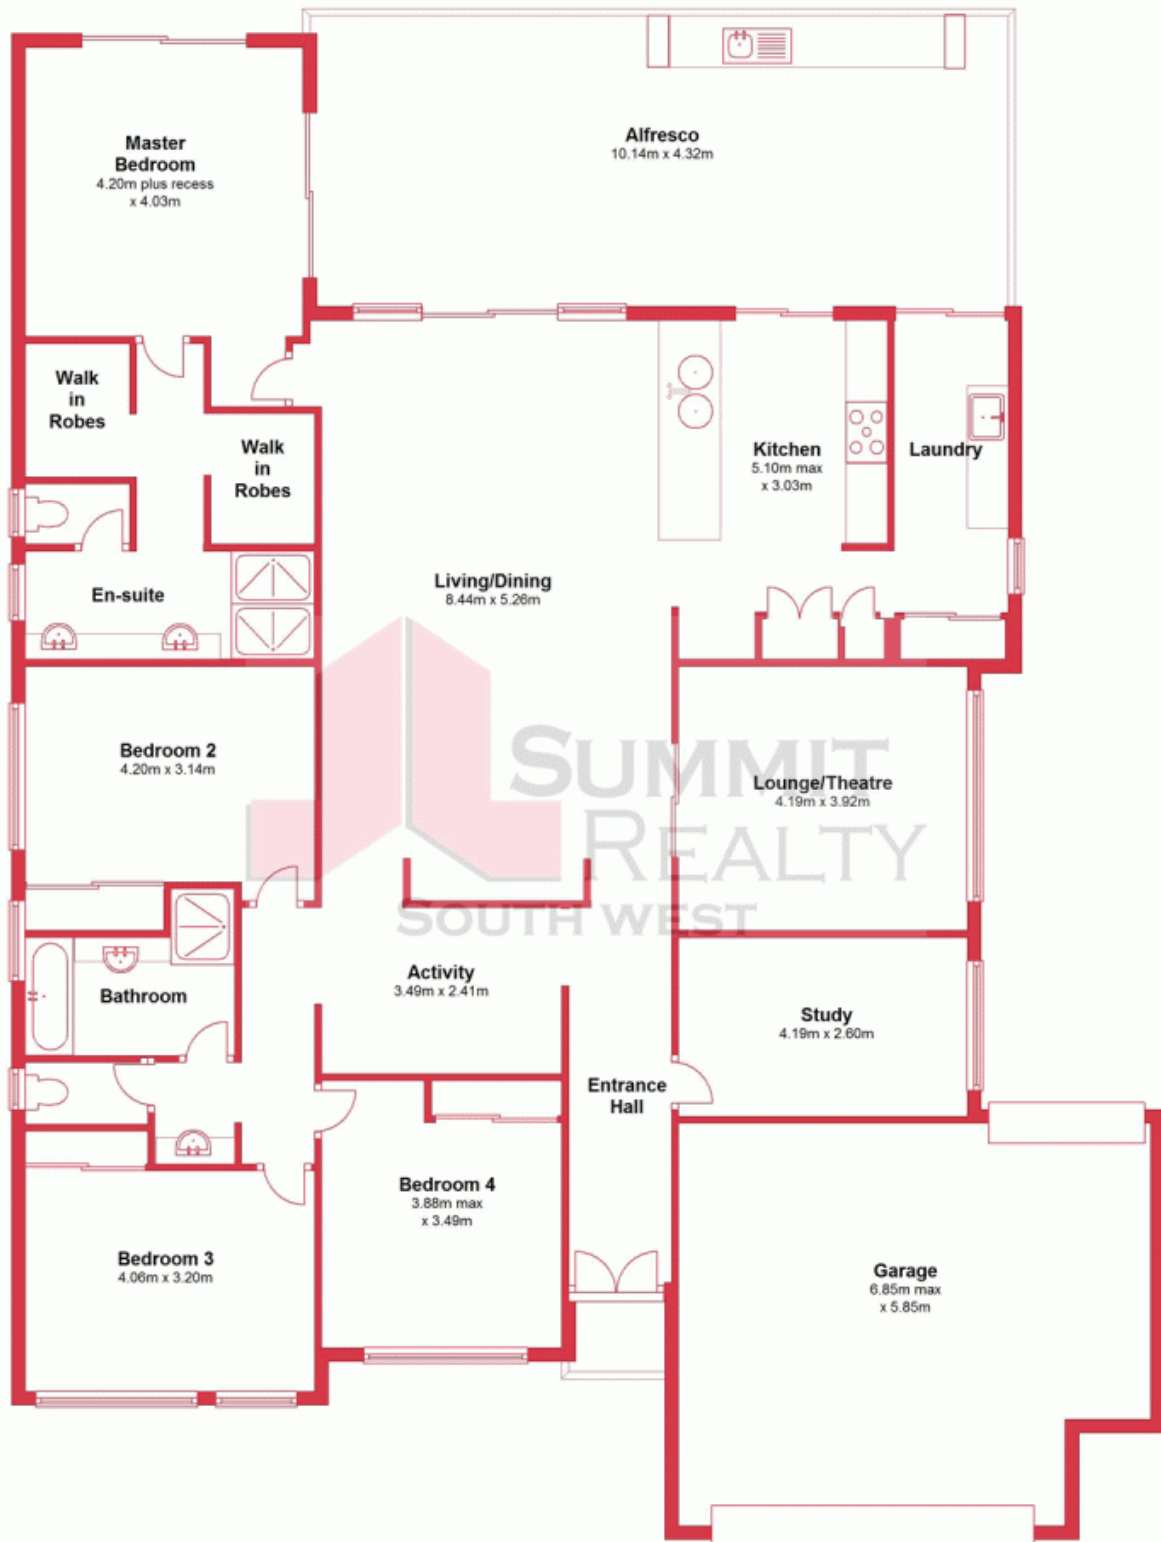 Master
Bedroom
4.20m plus recess
x 4.03m
Alfresco
10.14m x 4.32m
Walk
in
Robes
Walk
in
Robes
Kitchen
5.10m max
x 3.03m
Laundry
En-suite
Living/Dining
8.44m x 5.26m
Bedroom 2
4.20m x 3.14m
SUMMIT
REALTY
SOUTH WEST
Lounge/Theatre
4.19m x 3.92m
Bathroom
Activity
3.49m x 2.41m
Study
4.19m x 2.60m
Entrance
Hall
Bedroom 4
3.88m max
x 3.49m
Bedroom 3
4.06m x 3.20m
Garage
6.85m max
x 5.85m